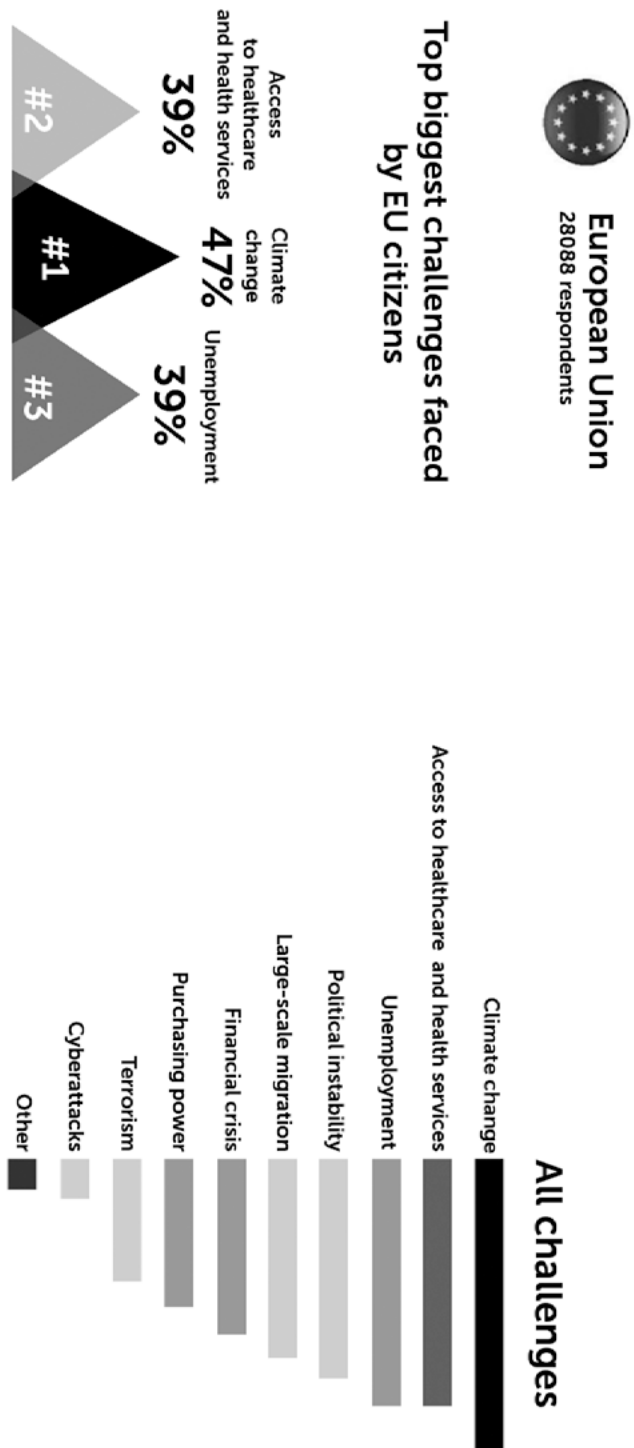 European Union
28088 respondents
Top biggest challenges faced
by EU citizens
Access
to healthcare
and health services
39%
Climate
change
47%
Unemployment
39%
#2
#1
#3
All challenges
Climate change
Access to healthcare and health services
Unemployment
Political instability
Large-scale migration
Financial crisis
Purchasing power
Terrorism
Cyberattacks
Other